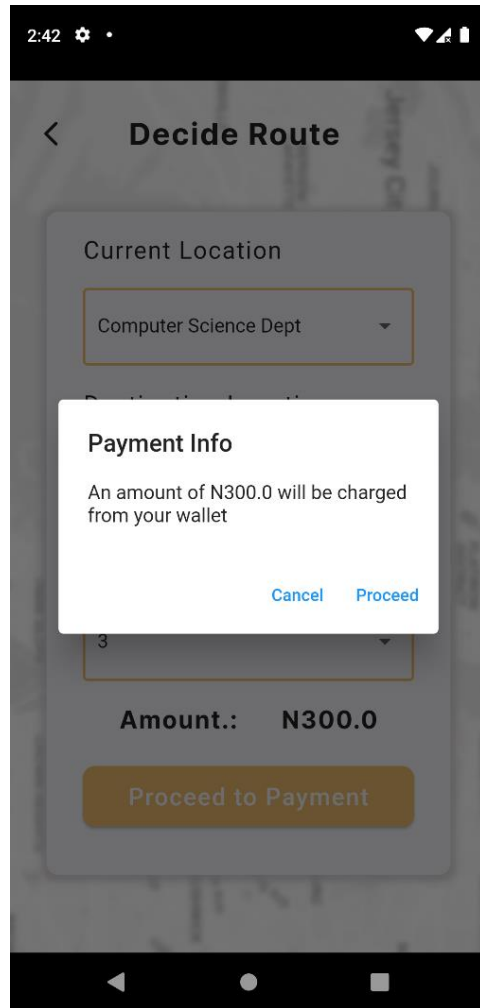 2:42
Decide Route
Current Location
Computer Science Dept
Payment Info
An amount of N300.0 will be charged
from your wallet
Cancel Proceed
3
Amount.: N300.0
Proceed to Payment